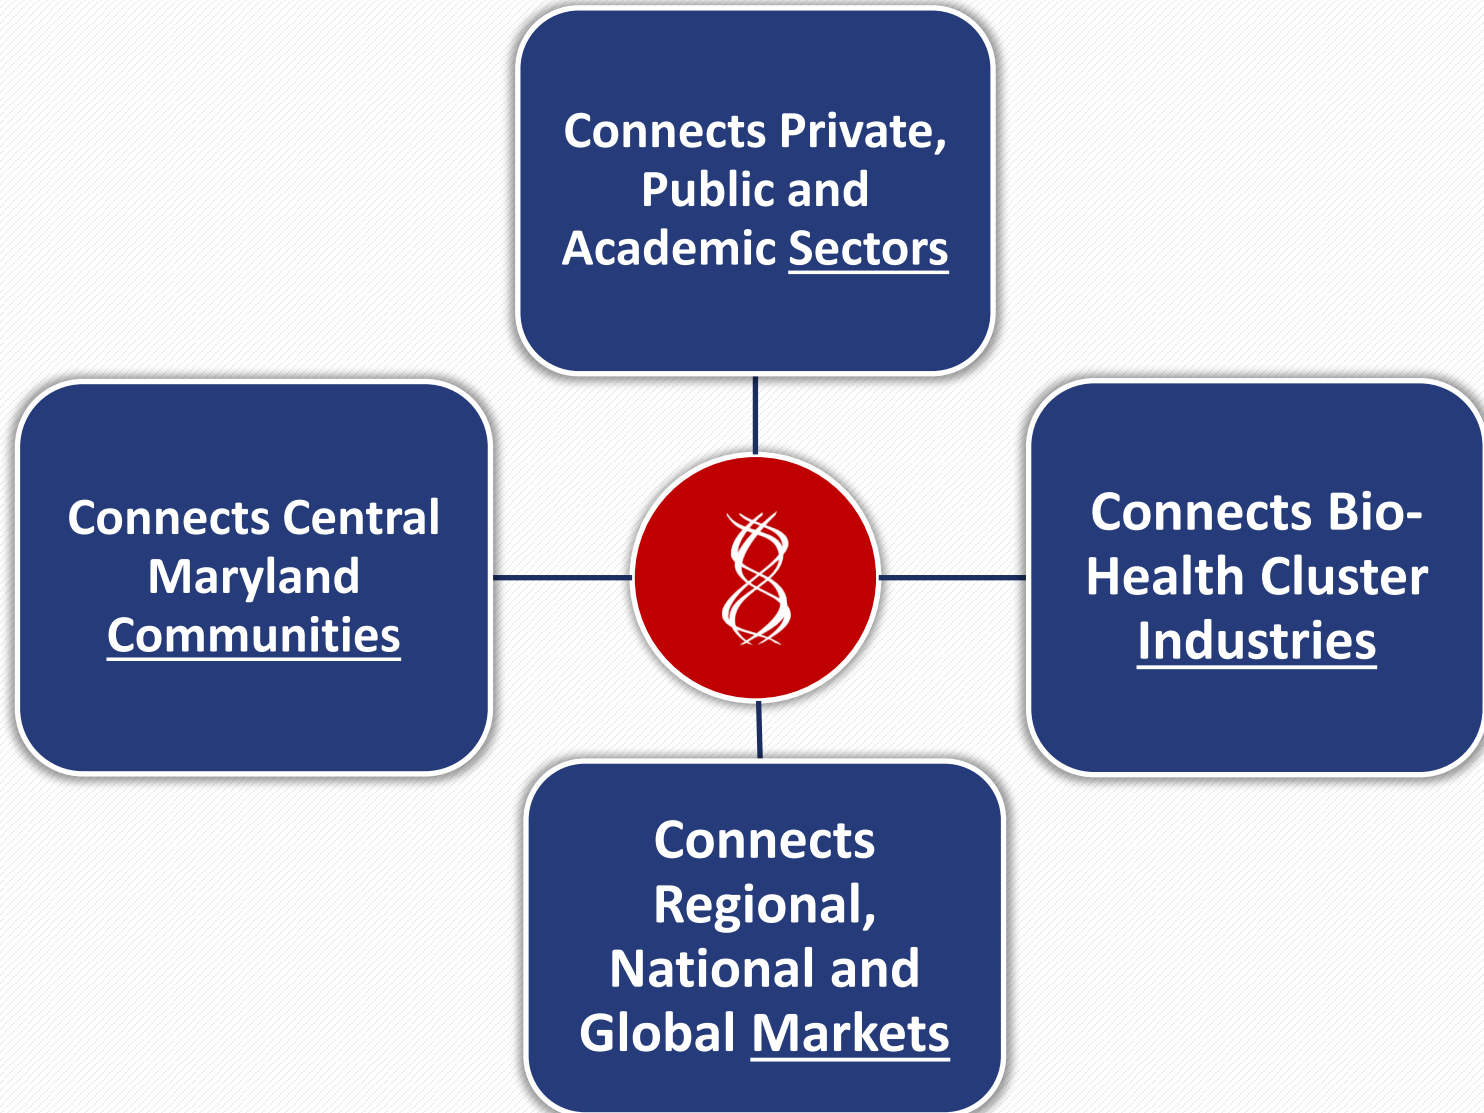 Connects Private,
Public and
Academic Sectors
Connects Central
Maryland
Communities
Connects Bio-
Health Cluster
Industries
Connects
Regional,
National and
Global Markets